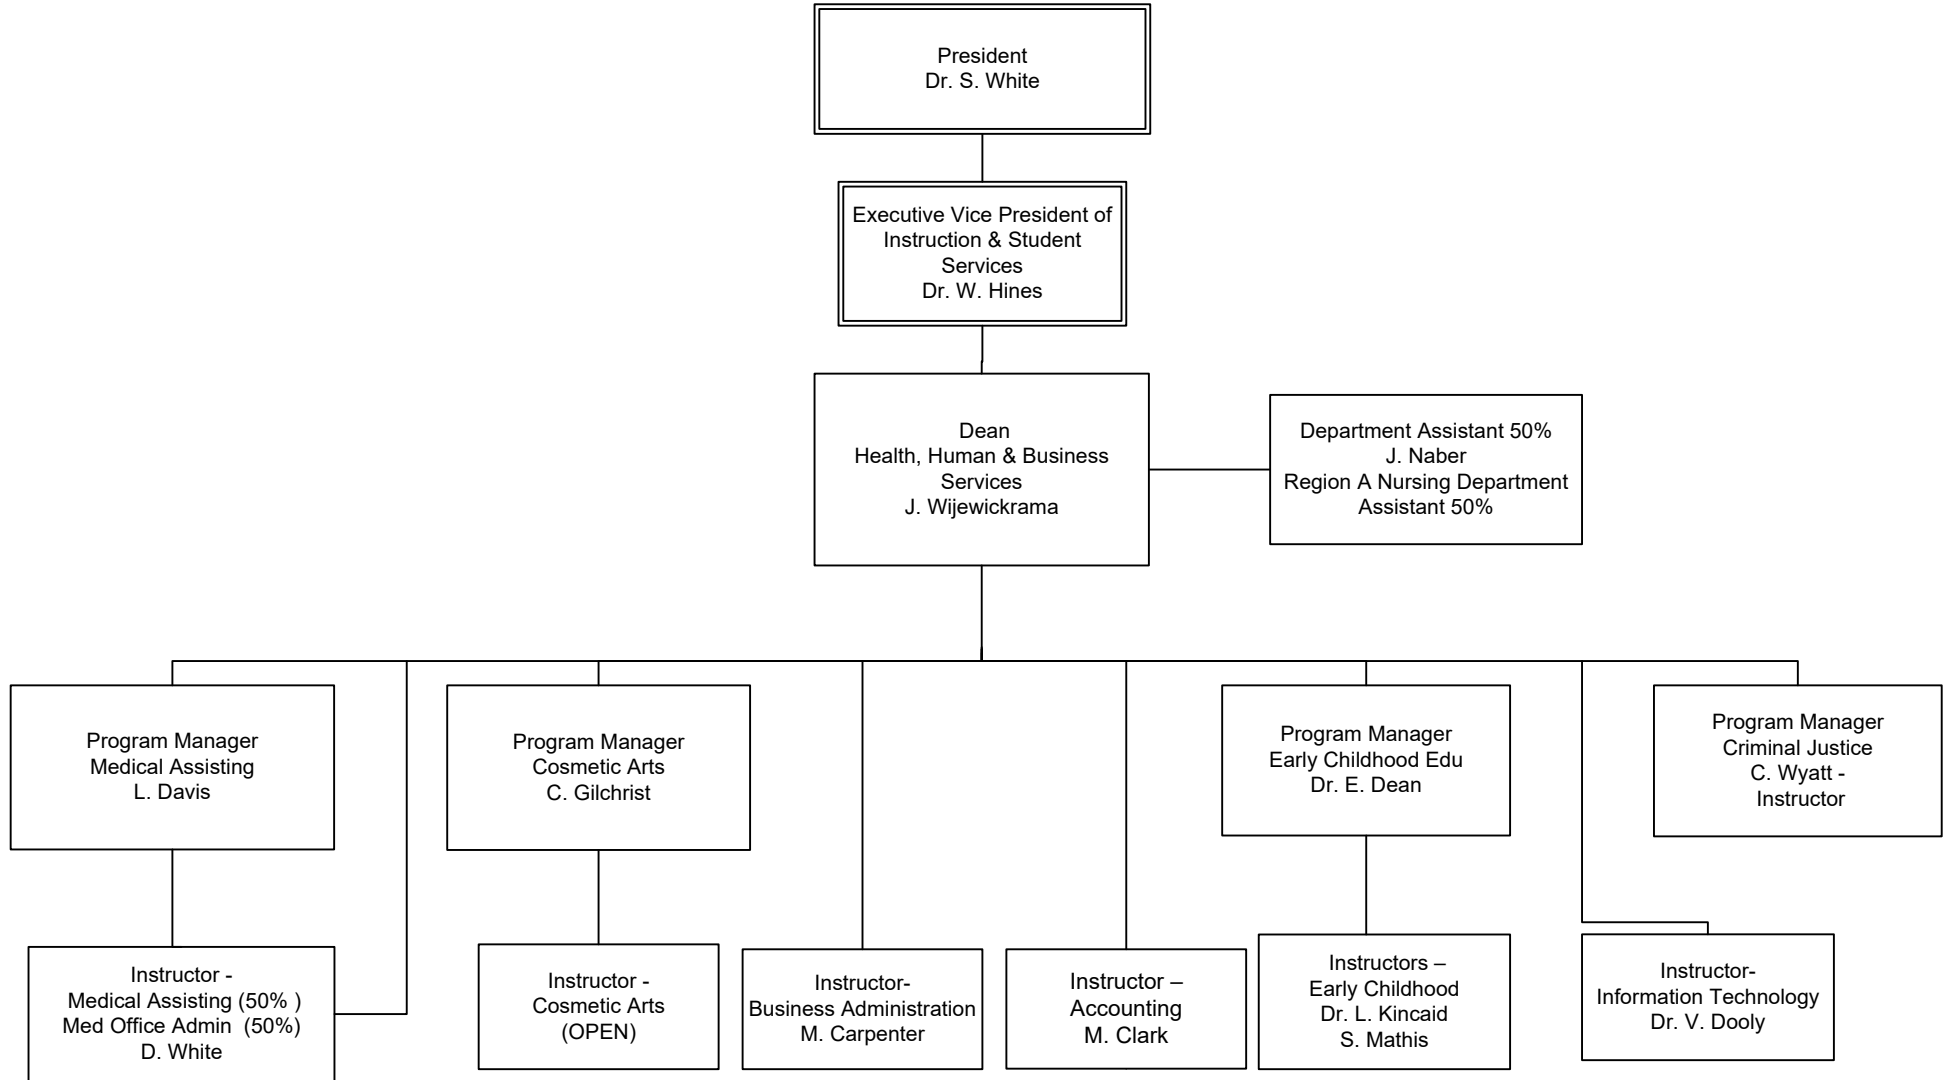 President
Dr. S. White
Executive Vice President of
Instruction & Student
Services
Dr. W. Hines
Dean
Health, Human & Business
Services
J. Wijewickrama
Department Assistant 50%
J. Naber
Region A Nursing Department
Assistant 50%
Program Manager
Medical Assisting
L. Davis
Program Manager
Cosmetic Arts
C. Gilchrist
Program Manager
Early Childhood Edu
Dr. E. Dean
Program Manager
Criminal Justice
C. Wyatt -
Instructor
Instructor -
Medical Assisting (50% )
Med Office Admin  (50%)
D. White
Instructor -
Cosmetic Arts
(OPEN)
Instructor-
Business Administration
M. Carpenter
Instructor –
Accounting
M. Clark
Instructors –
Early Childhood
Dr. L. Kincaid
S. Mathis
Instructor-
Information Technology
Dr. V. Dooly